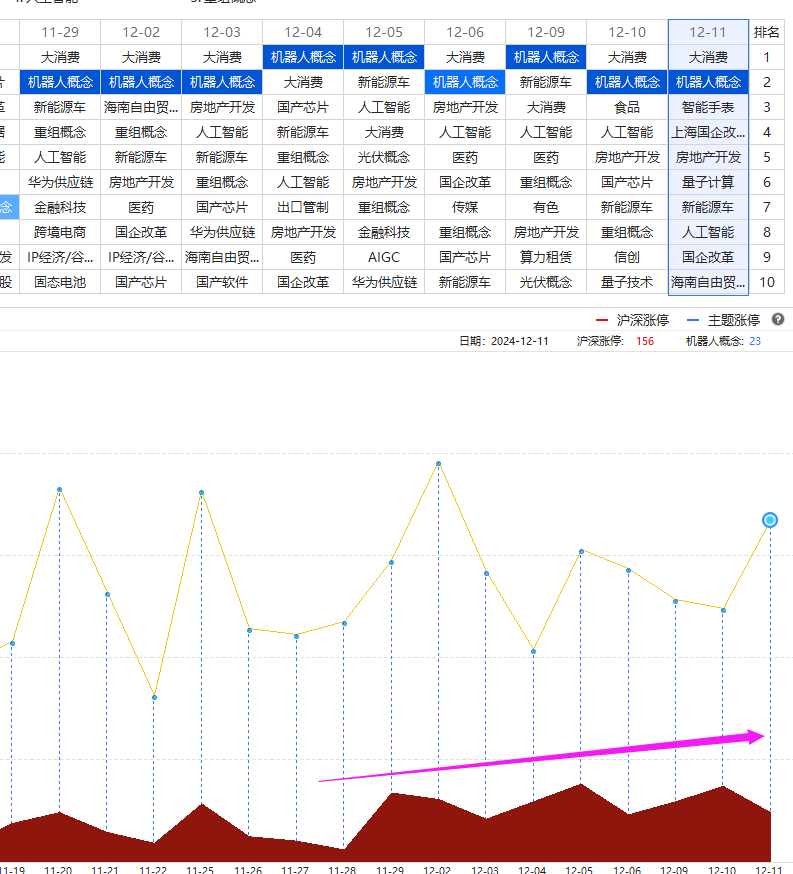 11-29 12-02 12-03 12-04 12-05 12-06 12-09 12-10 12-11 排名
大消费 大消费 大消费 机器人概念 机器人概念 大消费 机器人概念 大消费 大消费 1
机器人概念 机器人概念 机器人概念 大消费 新能源车 机器人概念 新能源车 机器人概念 机器人概念 2
新能源车 海南自由贸... 房地产开发 国产芯片 人工智能 房地产开发 大消费 食品 智能手表 3
重组概念 重组概念 人工智能 新能源车 大消费 人工智能 人工智能 人工智能 上海国企改... 4
能 人工智能 新能源车 新能源车 重组概念 光伏概念 医药 医药 房地产开发 房地产开发 5
华为供应链 房地产开发 重组概念 人工智能 房地产开发 国企改革 重组概念 国产芯片 量子计算 6
念 金融科技 医药 国产芯片 出口管制 重组概念 传媒 有色 新能源车 新能源车 7
跨境电商 国企改革 华为供应链 房地产开发 金融科技 重组概念 房地产开发 重组概念 人工智能 8
发 IP经济/谷... IP经济/谷... 海南自由贸... 医药 AIGC 国产芯片 算力租赁 信创 国企改革 9
股 固态电池 国产芯片 国产软件 国企改革 华为供应链 新能源车 光伏概念 量子技术 海南自由贸... 10
沪深涨停 主题涨停 ?
日期: 2024-12-11 沪深涨停: 156 机器人概念: 23
11-19 11-20 11-21 11-22 11-25 11-26 11-27 11-28 11-29 12-02 12-03 12-04 12-05 12-06 12-09 12-10 12-11